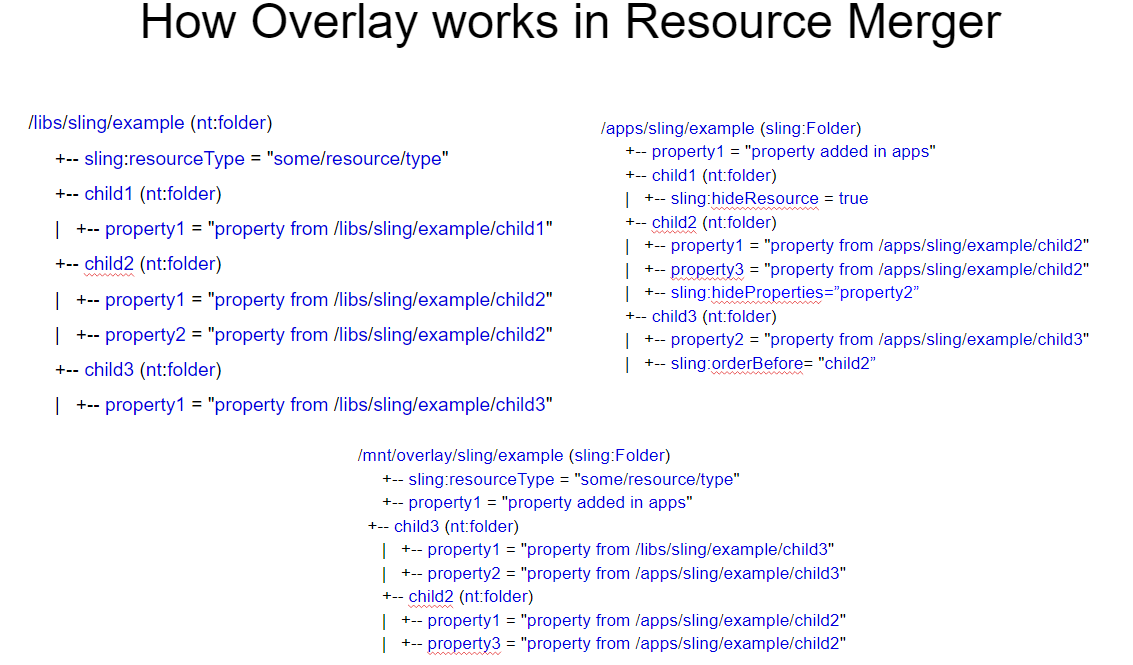 How Overlay works in Resource Merger
/libs/sling/example (nt:folder)
+-- sling:resourceType = "some/resource/type"
+-- child1 (nt:folder)
| +-- property1 = "property from /libs/sling/example/child1"
+-- child2 (nt:folder)
| +-- property1 = "property from /libs/sling/example/child2"
| +-- property2 = "property from /libs/sling/example/child2"
+-- child3 (nt:folder)
| +-- property1 = "property from /libs/sling/example/child3"
/apps/sling/example (sling:Folder)
+-- property1 = "property added in apps"
+-- child1 (nt:folder)
| +-- sling:hideResource = true
+-- child2 (nt:folder)
| +-- property1 = "property from /apps/sling/example/child2"
| +-- property3 = "property from /apps/sling/example/child2"
| +-- sling:hideProperties=”property2”
+-- child3 (nt:folder)
| +-- property2 = "property from /apps/sling/example/child3"
| +-- sling:orderBefore= "child2”
/mnt/overlay/sling/example (sling:Folder)
+-- sling:resourceType = "some/resource/type"
+-- property1 = "property added in apps"
+-- child3 (nt:folder)
| +-- property1 = "property from /libs/sling/example/child3"
| +-- property2 = "property from /apps/sling/example/child3"
+-- child2 (nt:folder)
| +-- property1 = "property from /apps/sling/example/child2"
| +-- property3 = "property from /apps/sling/example/child2"